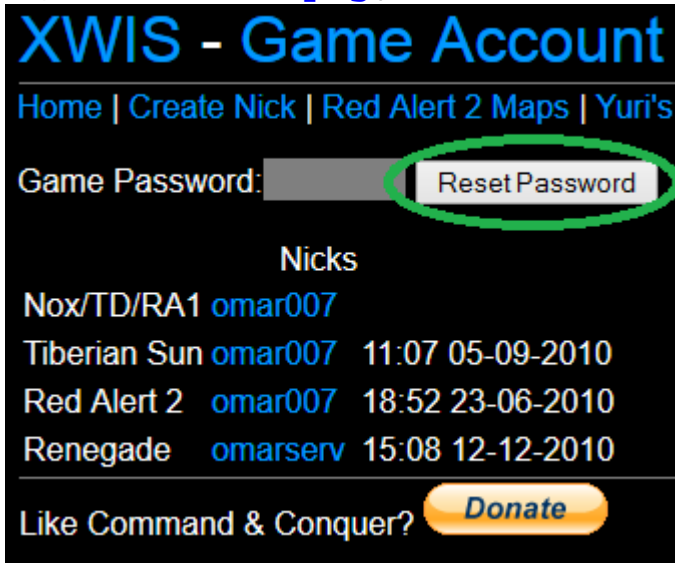 XWIS - Game Account
Home | Create Nick | Red Alert 2 Maps | Yuri's
Game Password: Reset Password
Nicks
Nox/TD/RA1 omar007
Tiberian Sun omar007 11:07 05-09-2010
Red Alert 2 omar007 18:52 23-06-2010
Renegade omarserv 15:08 12-12-2010
Like Command & Conquer? Donate